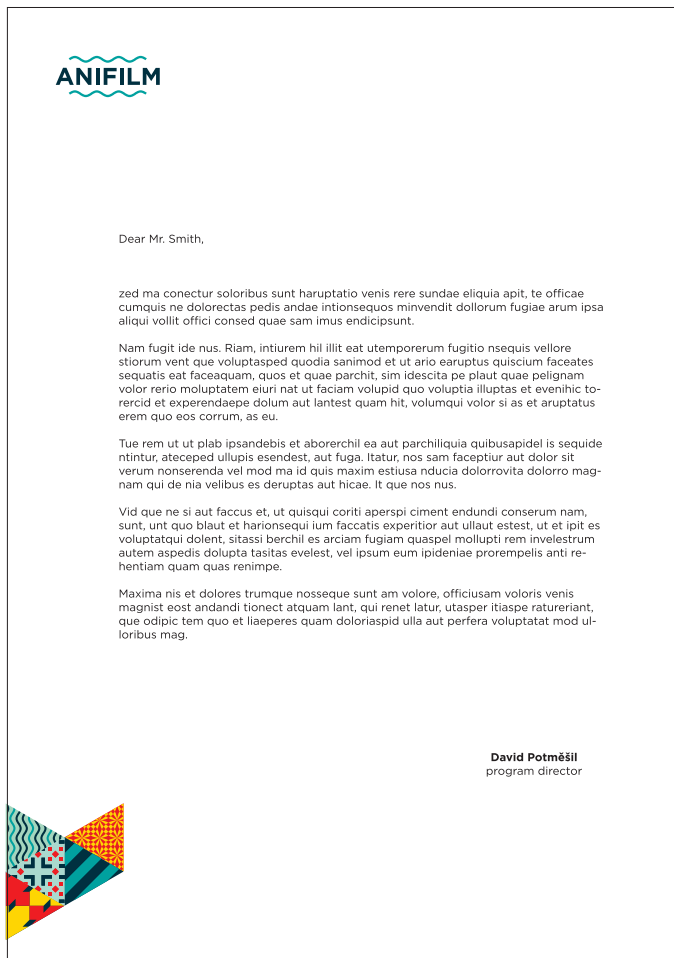 ANIFILM
Dear Mr. Smith,
zed ma conectur soloribus sunt haruptatio venis rere sundae eliquia apit, te officae
cumquis ne dolorectas pedis andae intionsequos minvendit dollorum fugiae arum ipsa
aliqui vollit offici consed quae sam imus endicipsunt.
Nam fugit ide nus. Riam, intiurem hil illit eat utemporerum fugitio nsequis vellore
stiorum vent que voluptasped quodia sanimod et ut ario earuptus quiscium faceates
sequatis eat faceaquam, quos et quae parchit, sim idescita pe plaut quae pelignam
volor rerio moluptatem eiuri nat ut faciam volupid quo voluptia illuptas et evenihic to-
rercid et experendaepe dolum aut lantest quam hit, volumqui volor si as et aruptatus
erem quo eos corrum, as eu.
Tue rem ut ut plab ipsandebis et aborerchil ea aut parchiliquia quibusapidel is sequide
ntintur, ateceped ullupis esendest, aut fuga. Itatur, nos sam faceptiur aut dolor sit
verum nonserenda vel mod ma id quis maxim estiusa nducia dolorrovita dolorro mag-
nam qui de nia velibus es deruptas aut hicae. It que nos nus.
Vid que ne si aut faccus et, ut quisqui coriti aperspi ciment endundi conserum nam,
sunt, unt quo blaut et harionsequi ium faccatis experitior aut ullaut estest, ut et ipit es
voluptatqui dolent, sitassi berchil es arciam fugiam quaspel mollupti rem invelestrum
autem aspedis dolupta tasitas evelest, vel ipsum eum ipideniae prorempelis anti re-
hentiam quam quas renimpe.
Maxima nis et dolores trumque nosseque sunt am volore, officiusam voloris venis
magnist eost andandi tionect atquam lant, qui renet latur, utasper itiaspe ratureriant,
que odipic tem quo et liaeperes quam doloriaspid ulla aut perfera voluptatat mod ul-
loribus mag.
David Potměšil
program director